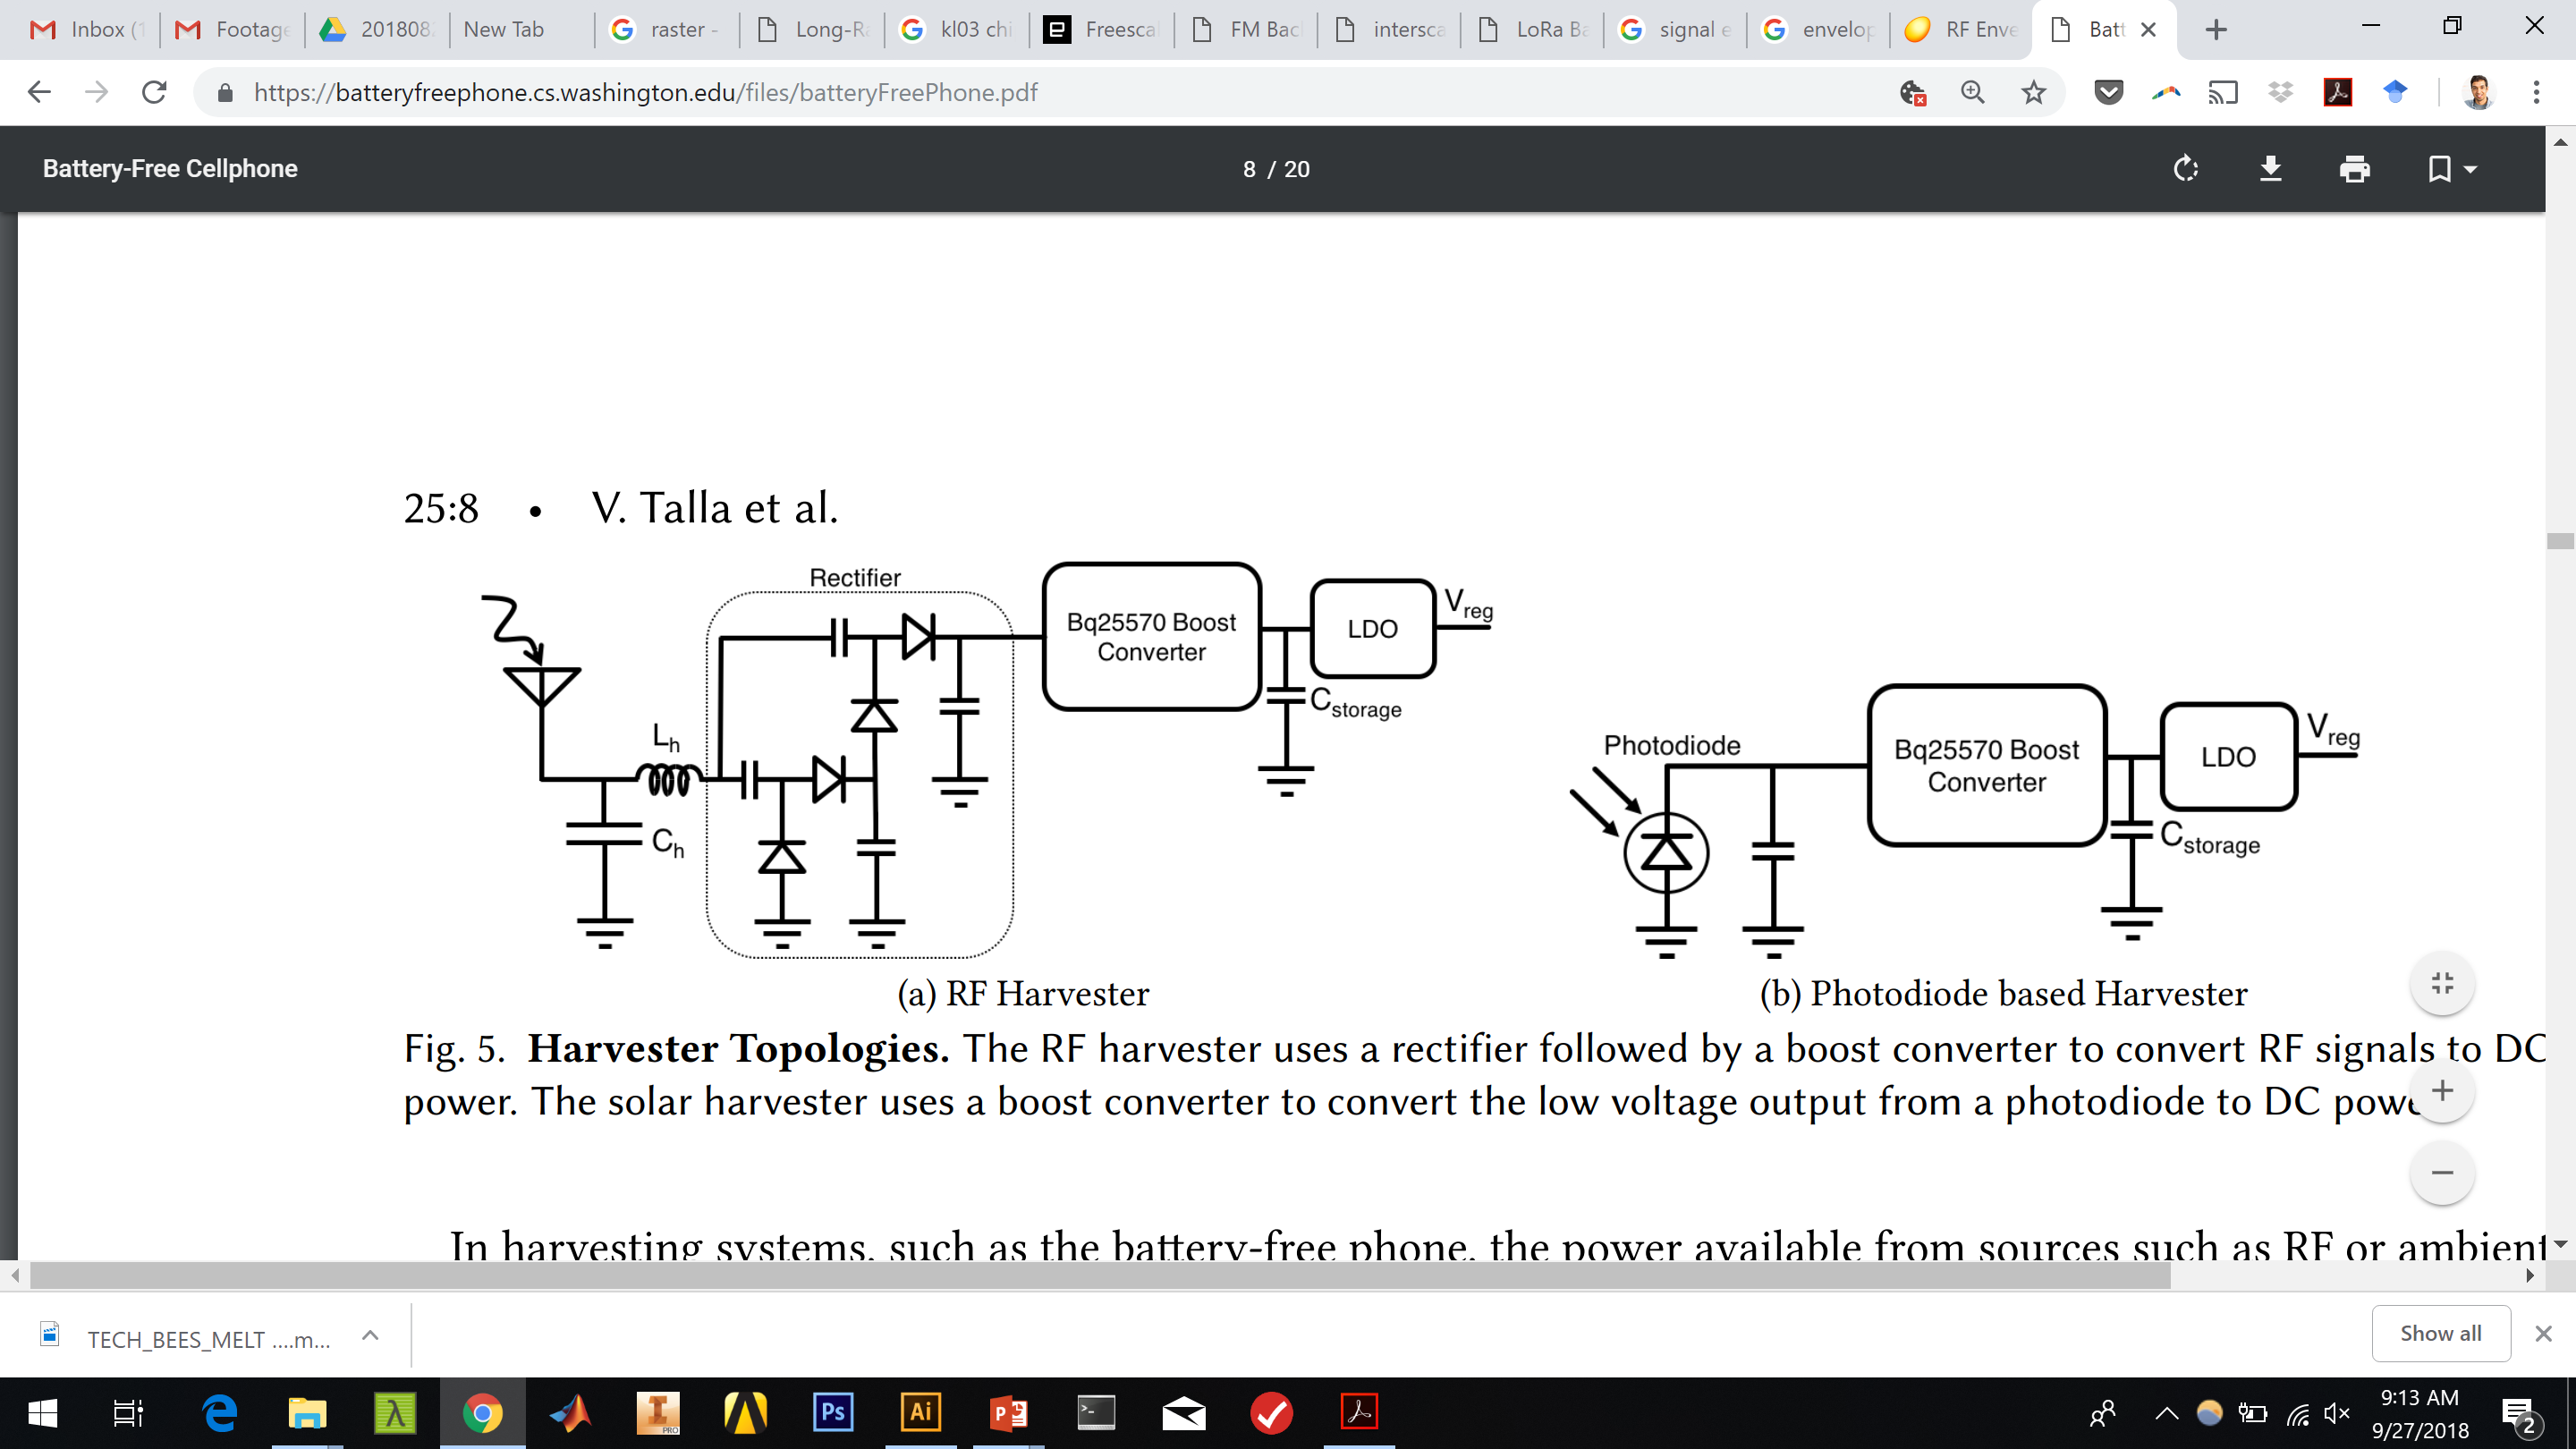 Inbox (1
Footage
201808
New Tab
raster -
Long-Ra
kl03 chi
Freescal
FM Bac
intersca
LoRa Ba
signal e
envelop
RF Enve
Batt
https://batteryfreephone.cs.washington.edu/files/batteryFreePhone.pdf
Battery-Free Cellphone
8 / 20
25:8 • V. Talla et al.
Rectifier
Bq25570 Boost
Converter
LDO
Vreg
Cstorage
Lh
Ch
Photodiode
Bq25570 Boost
Converter
LDO
Vreg
Cstorage
(a) RF Harvester
(b) Photodiode based Harvester
Fig. 5. Harvester Topologies. The RF harvester uses a rectifier followed by a boost converter to convert RF signals to DC
power. The solar harvester uses a boost converter to convert the low voltage output from a photodiode to DC powe
In harvesting systems, such as the battery-free phone, the power available from sources such as RF or ambient
TECH_BEES_MELT ....m...
Show all
PRO
Ps
Ai
9:13 AM
9/27/2018
2